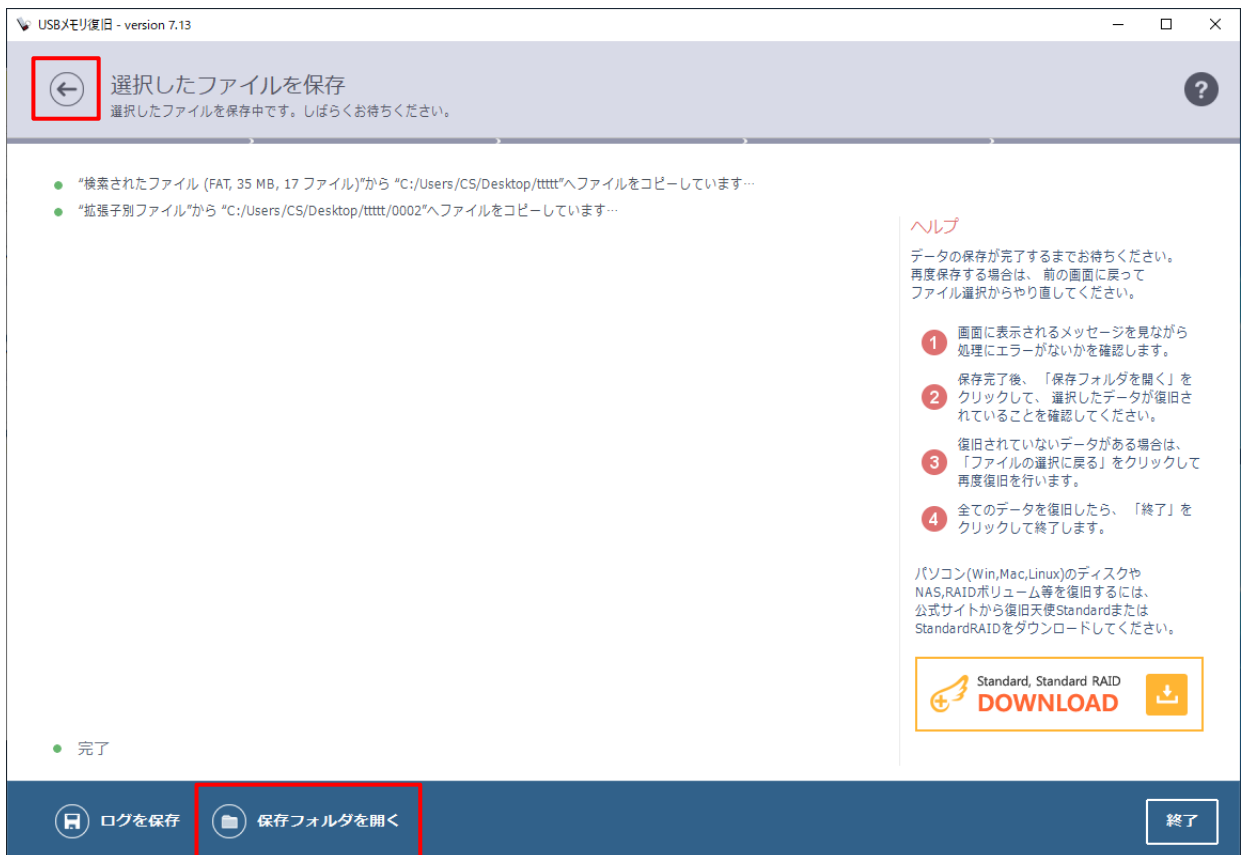 USBメモリ復旧 - version 7.13
選択したファイルを保存
選択したファイルを保存中です。しばらくお待ちください。
?
“検索されたファイル (FAT, 35 MB, 17 ファイル)”から “C:/Users/CS/Desktop/ttttt”へファイルをコピーしています…
“拡張子別ファイル”から “C:/Users/CS/Desktop/ttttt/0002”へファイルをコピーしています…
完了
ヘルプ
データの保存が完了するまでお待ちください。
再度保存する場合は、 前の画面に戻って
ファイル選択からやり直してください。
1 画面に表示されるメッセージを見ながら
処理にエラーがないかを確認します。
2 保存完了後、 「保存フォルダを開く」を
クリックして、 選択したデータが復旧さ
れていることを確認してください。
3 復旧されていないデータがある場合は、
「ファイルの選択に戻る」をクリックして
再度復旧を行います。
4 全てのデータを復旧したら、 「終了」を
クリックして終了します。
パソコン(Win,Mac,Linux)のディスクや
NAS,RAIDボリューム等を復旧するには、
公式サイトから復旧天使Standardまたは
StandardRAIDをダウンロードしてください。
Standard, Standard RAID
DOWNLOAD
ログを保存
保存フォルダを開く
終了